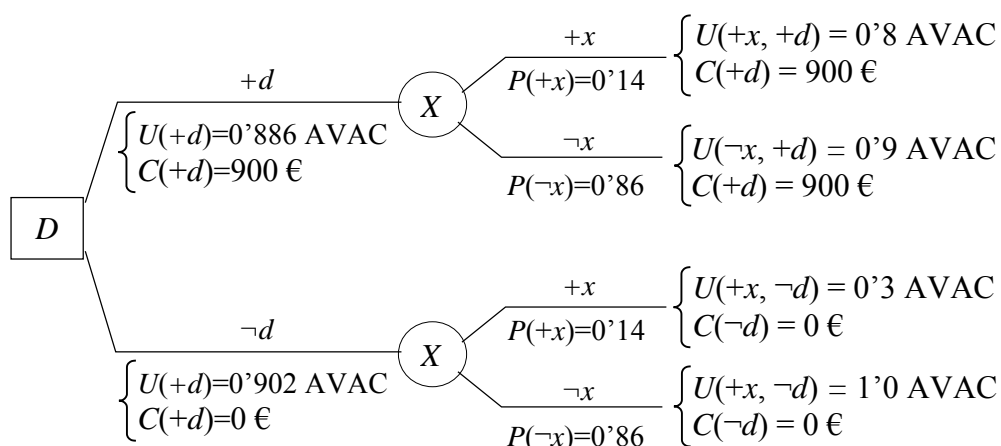 +d
U(+d)=0’886 AVAC
C(+d)=900 €
X
+x
P(+x)=0’14
U(+x, +d) = 0’8 AVAC
C(+d) = 900 €
¬x
P(¬x)=0’86
U(¬x, +d) = 0’9 AVAC
C(+d) = 900 €
D
¬d
U(+d)=0’902 AVAC
C(+d)=0 €
X
+x
P(+x)=0’14
U(+x, ¬d) = 0’3 AVAC
C(¬d) = 0 €
¬x
P(¬x)=0’86
U(+x, ¬d) = 1’0 AVAC
C(¬d) = 0 €